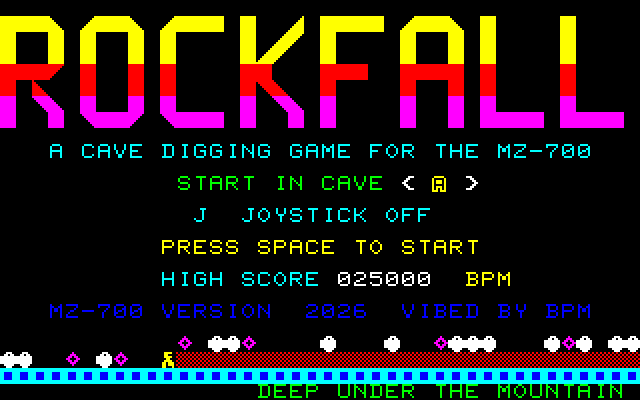 ROCKFALL
A CAVE DIGGING GAME FOR THE MZ-700
START IN CAVE < A >
J  JOYSTICK OFF
PRESS SPACE TO START
HIGH SCORE 025000  BPM
MZ-700 VERSION  2026  VIBED BY BPM
DEEP UNDER THE MOUNTAIN